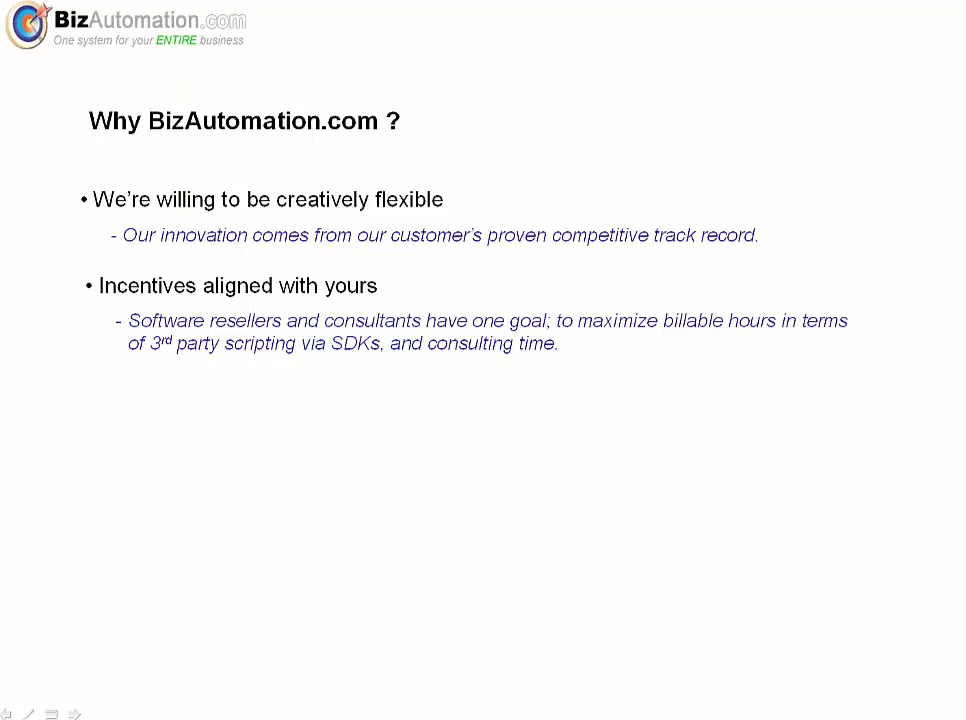 BizAutomation.com
One system for your ENTIRE business
Why BizAutomation.com ?
• We’re willing to be creatively flexible
- Our innovation comes from our customer’s proven competitive track record.
• Incentives aligned with yours
- Software resellers and consultants have one goal; to maximize billable hours in terms
of 3rd party scripting via SDKs, and consulting time.